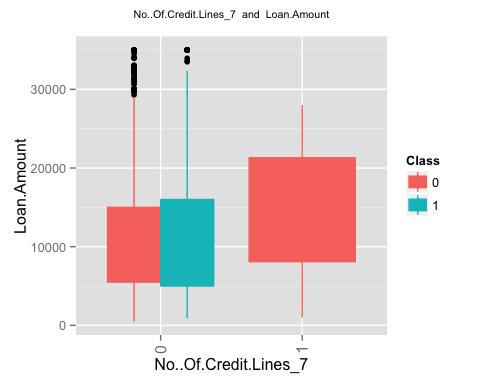 No..Of.Credit.Lines_7 and Loan.Amount
30000
20000
10000
0
Loan.Amount
0
1
No..Of.Credit.Lines_7
Class
0
1